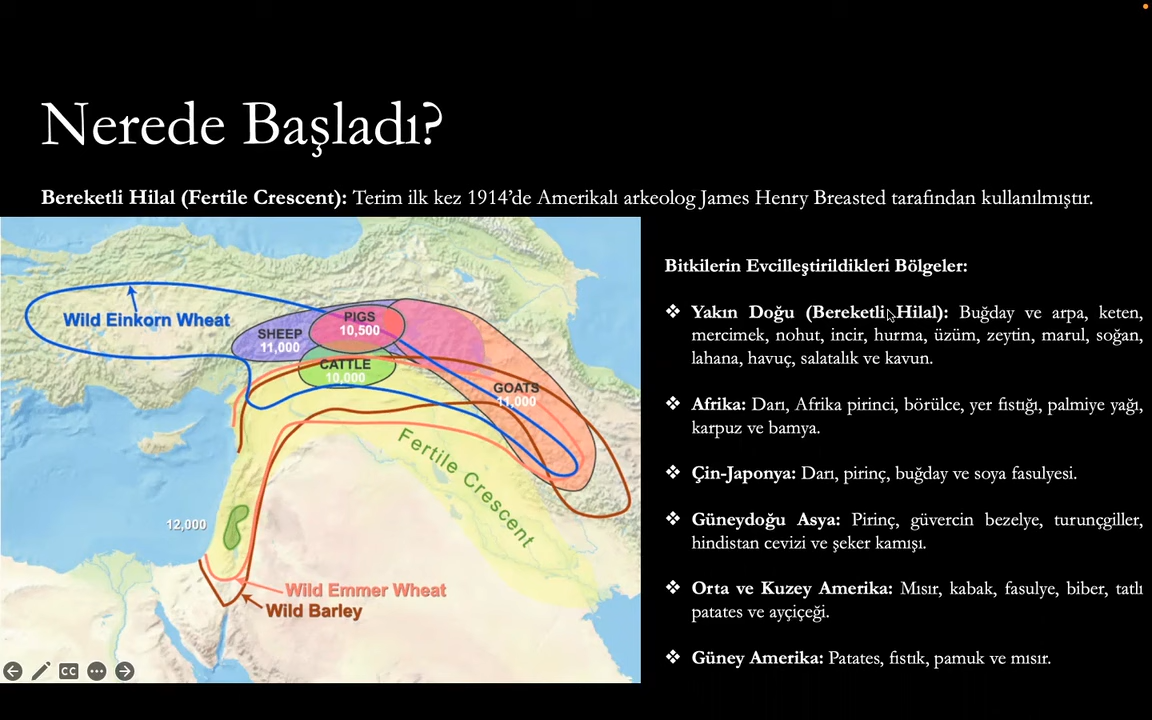 Nerede Başladı?
Bereketli Hilal (Fertile Crescent): Terim ilk kez 1914’de Amerikalı arkeolog James Henry Breasted tarafından kullanılmıştır.
Wild Einkorn Wheat
SHEEP
11,000
PIGS
10,500
CATTLE
10,000
GOATS
11,000
Fertile Crescent
12,000
Wild Emmer Wheat
Wild Barley
CC
Bitkilerin Evcilleştirildikleri Bölgeler:
❖ Yakın Doğu (Bereketli Hilal): Buğday ve arpa, keten,
mercimek, nohut, incir, hurma, üzüm, zeytin, marul, soğan,
lahana, havuç, salatalık ve kavun.
❖ Afrika: Darı, Afrika pirinci, börülce, yer fıstığı, palmiye yağı,
karpuz ve bamya.
❖ Çin-Japonya: Darı, pirinç, buğday ve soya fasulyesi.
❖ Güneydoğu Asya: Pirinç, güvercin bezelye, turunçgiller,
hindistan cevizi ve şeker kamışı.
❖ Orta ve Kuzey Amerika: Mısır, kabak, fasulye, biber, tatlı
patates ve ayçiçeği.
❖ Güney Amerika: Patates, fıstık, pamuk ve mısır.